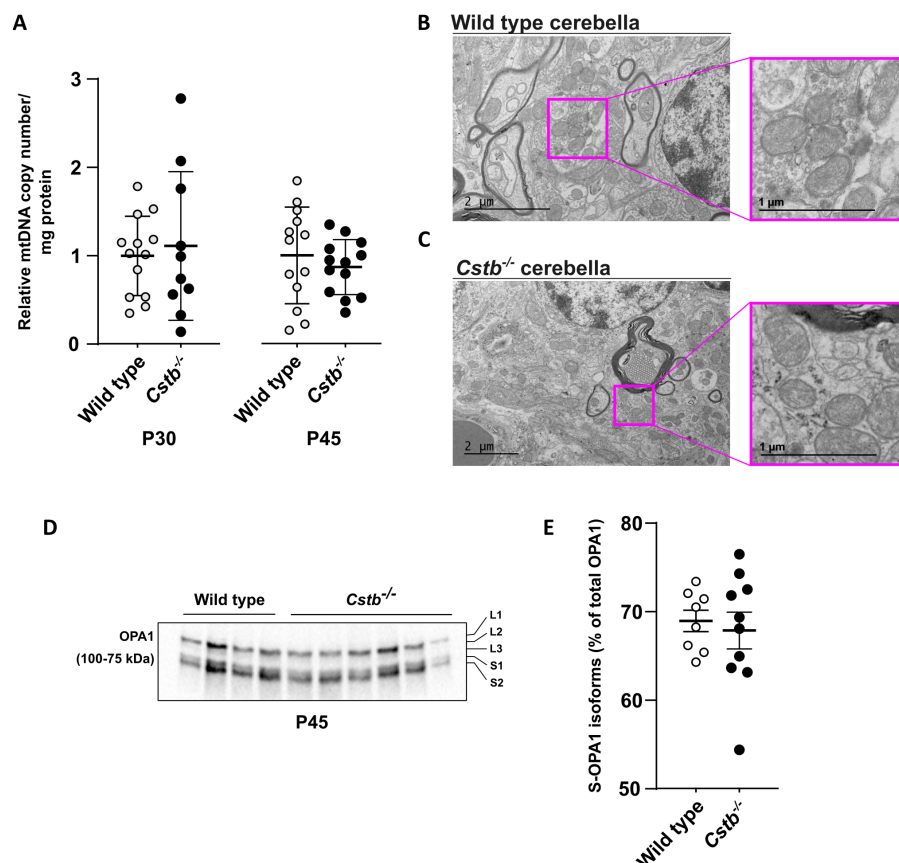 A
Relative mtDNA copy number/
mg protein
3
2
1
0
Wild type
Cstb-/-
Wild type
Cstb-/-
P30
P45
B
Wild type cerebella
2 µm
1 µm
C
Cstb-/- cerebella
2 µm
1 µm
D
Wild type
Cstb-/-
OPA1
(100-75 kDa)
L1
L2
L3
S1
S2
P45
E
S-OPA1 isoforms (% of total OPA1)
80
70
60
50
Wild type
Cstb-/-